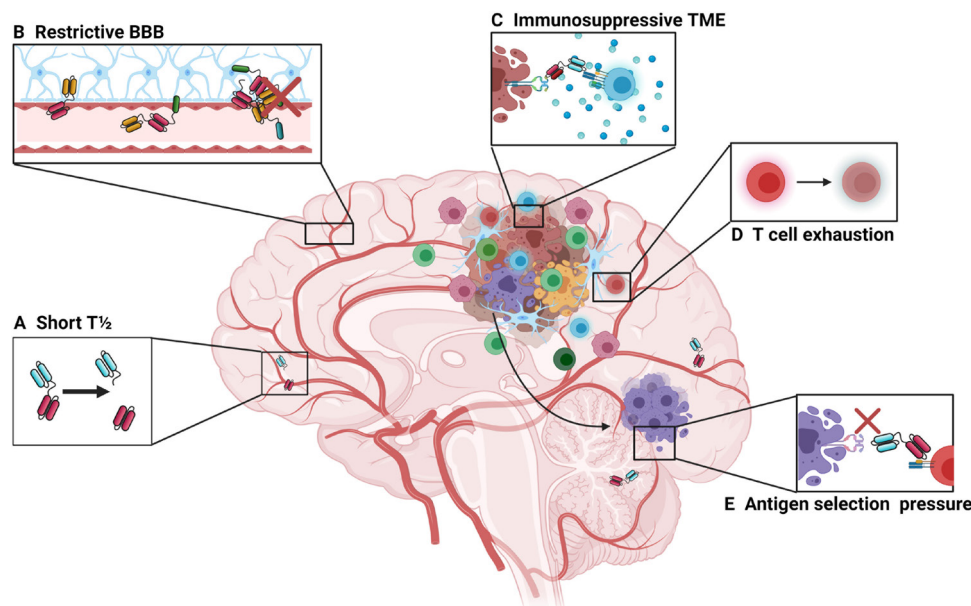 B Restrictive BBB
C Immunosuppressive TME
D T cell exhaustion
A Short T½
E Antigen selection pressure